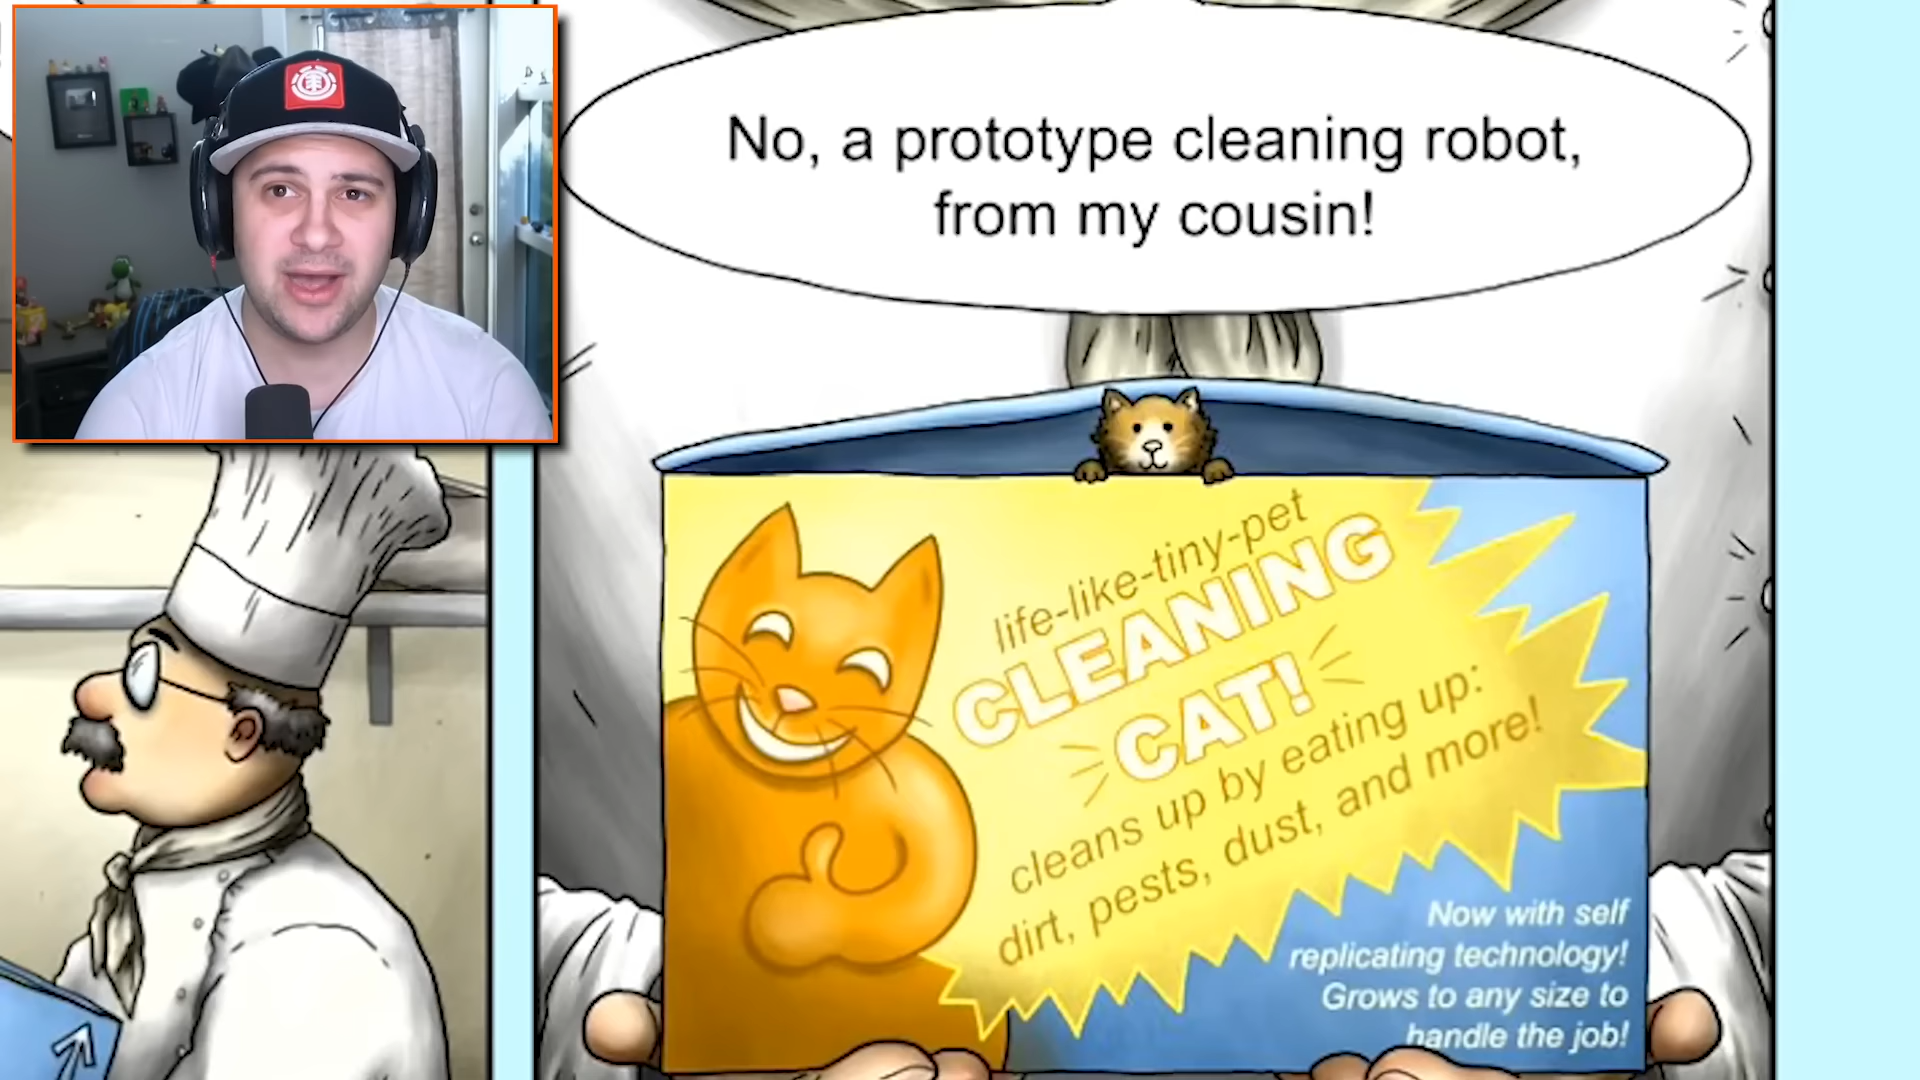 No, a prototype cleaning robot,
from my cousin!
life-like-tiny-pet
CLEANING
CAT!
cleans up by eating up:
dirt, pests, dust, and more!
Now with self
replicating technology!
Grows to any size to
handle the job!